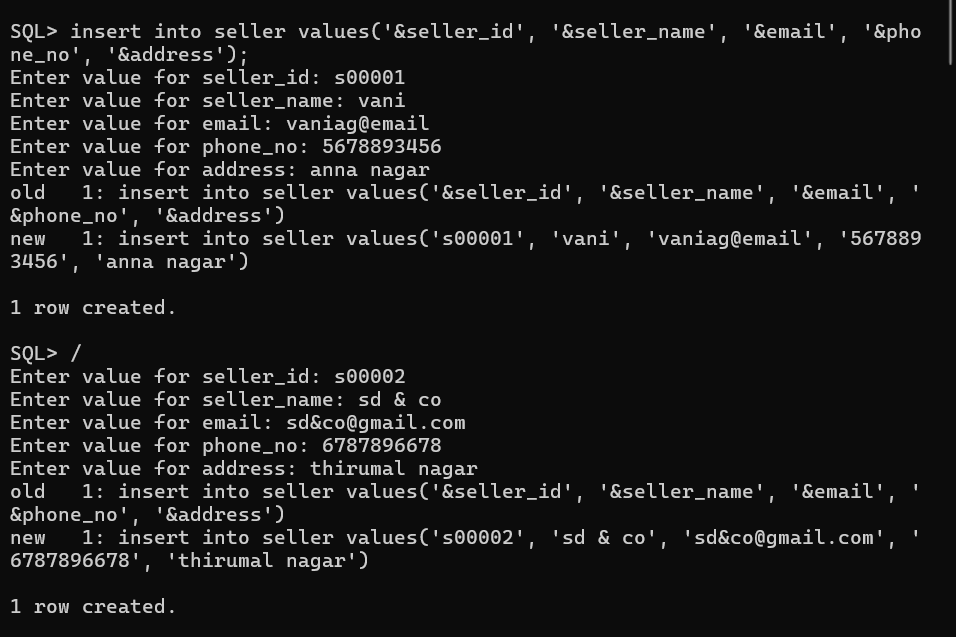 SQL> insert into seller values('&seller_id', '&seller_name', '&email', '&pho
ne_no', '&address');
Enter value for seller_id: s00001
Enter value for seller_name: vani
Enter value for email: vaniag@email
Enter value for phone_no: 5678893456
Enter value for address: anna nagar
old   1: insert into seller values('&seller_id', '&seller_name', '&email', '
&phone_no', '&address')
new   1: insert into seller values('s00001', 'vani', 'vaniag@email', '567889
3456', 'anna nagar')

1 row created.

SQL> /
Enter value for seller_id: s00002
Enter value for seller_name: sd & co
Enter value for email: sd&co@gmail.com
Enter value for phone_no: 6787896678
Enter value for address: thirumal nagar
old   1: insert into seller values('&seller_id', '&seller_name', '&email', '
&phone_no', '&address')
new   1: insert into seller values('s00002', 'sd & co', 'sd&co@gmail.com', '
6787896678', 'thirumal nagar')

1 row created.